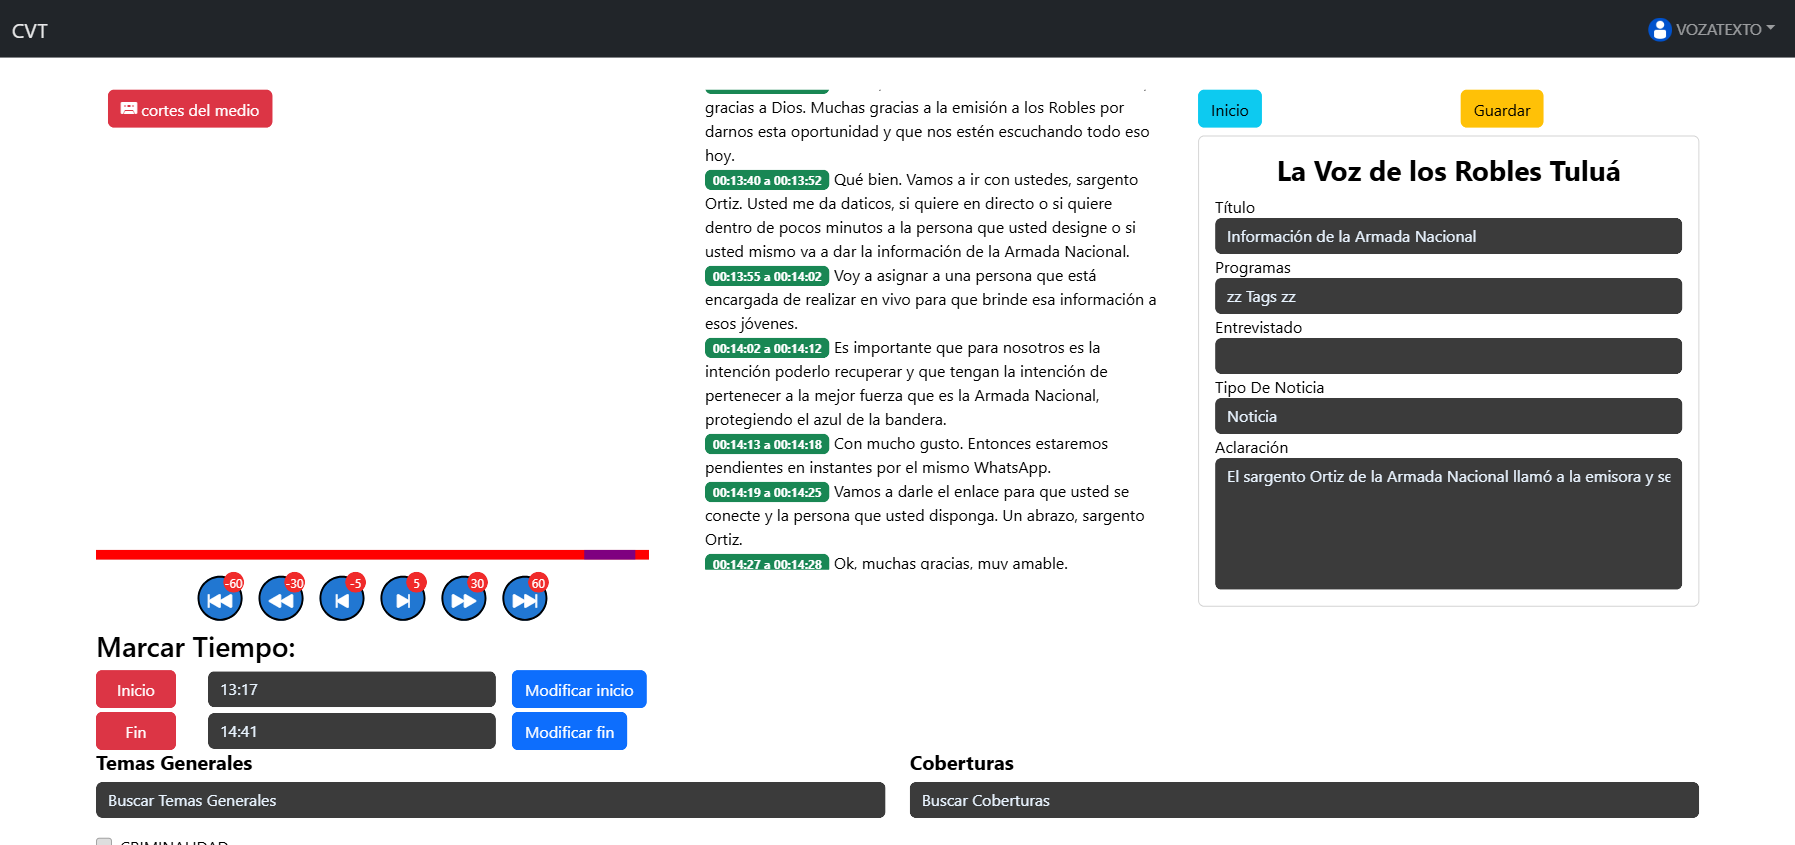 CVT
VOZATEXTO
cortes del medio
gracias a Dios. Muchas gracias a la emisión a los Robles por
darnos esta oportunidad y que nos estén escuchando todo eso
hoy.
00:13:40 a 00:13:52 Qué bien. Vamos a ir con ustedes, sargento
Ortiz. Usted me da daticos, si quiere en directo o si quiere
dentro de pocos minutos a la persona que usted designe o si
usted mismo va a dar la información de la Armada Nacional.
00:13:55 a 00:14:02 Voy a asignar a una persona que está
encargada de realizar en vivo para que brinde esa información a
esos jóvenes.
00:14:02 a 00:14:12 Es importante que para nosotros es la
intención poderlo recuperar y que tengan la intención de
pertenecer a la mejor fuerza que es la Armada Nacional,
protegiendo el azul de la bandera.
00:14:13 a 00:14:18 Con mucho gusto. Entonces estaremos
pendientes en instantes por el mismo WhatsApp.
00:14:19 a 00:14:25 Vamos a darle el enlace para que usted se
conecte y la persona que usted disponga. Un abrazo, sargento
Ortiz.
00:14:27 a 00:14:28 Ok, muchas gracias, muy amable.
Inicio
Guardar
La Voz de los Robles Tuluá
Título
Información de la Armada Nacional
Programas
zz Tags zz
Entrevistado
Tipo De Noticia
Noticia
Aclaración
El sargento Ortiz de la Armada Nacional llamó a la emisora y se
-60 -30 -5 5 30 60
Marcar Tiempo:
Inicio 13:17 Modificar inicio
Fin 14:41 Modificar fin
Temas Generales
Buscar Temas Generales
Coberturas
Buscar Coberturas
CRIMINALIDAD